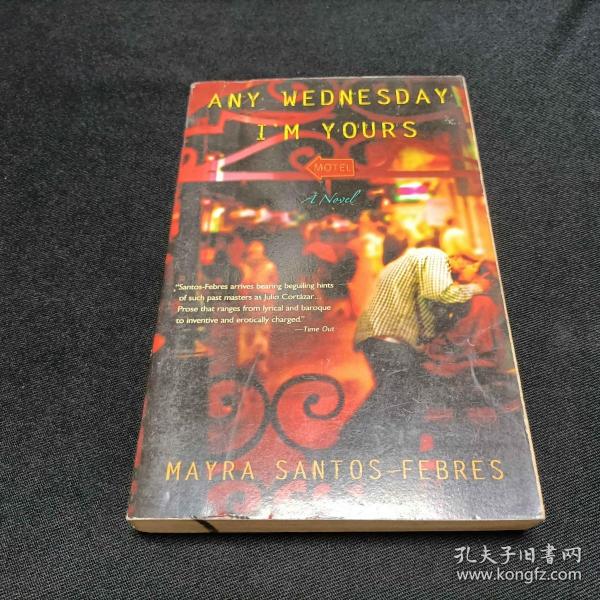 ANY WEDNESDAY
I'M YOURS
MOTEL
A Novel
"Santos-Febres arrives bearing beguiling hints
of such past masters as Julio Cortázar...
Prose that ranges from lyrical and baroque
to inventive and erotically charged."
—Time Out
MAYRA SANTOS-FEBRES
孔夫子旧书网
www.kongfz.com